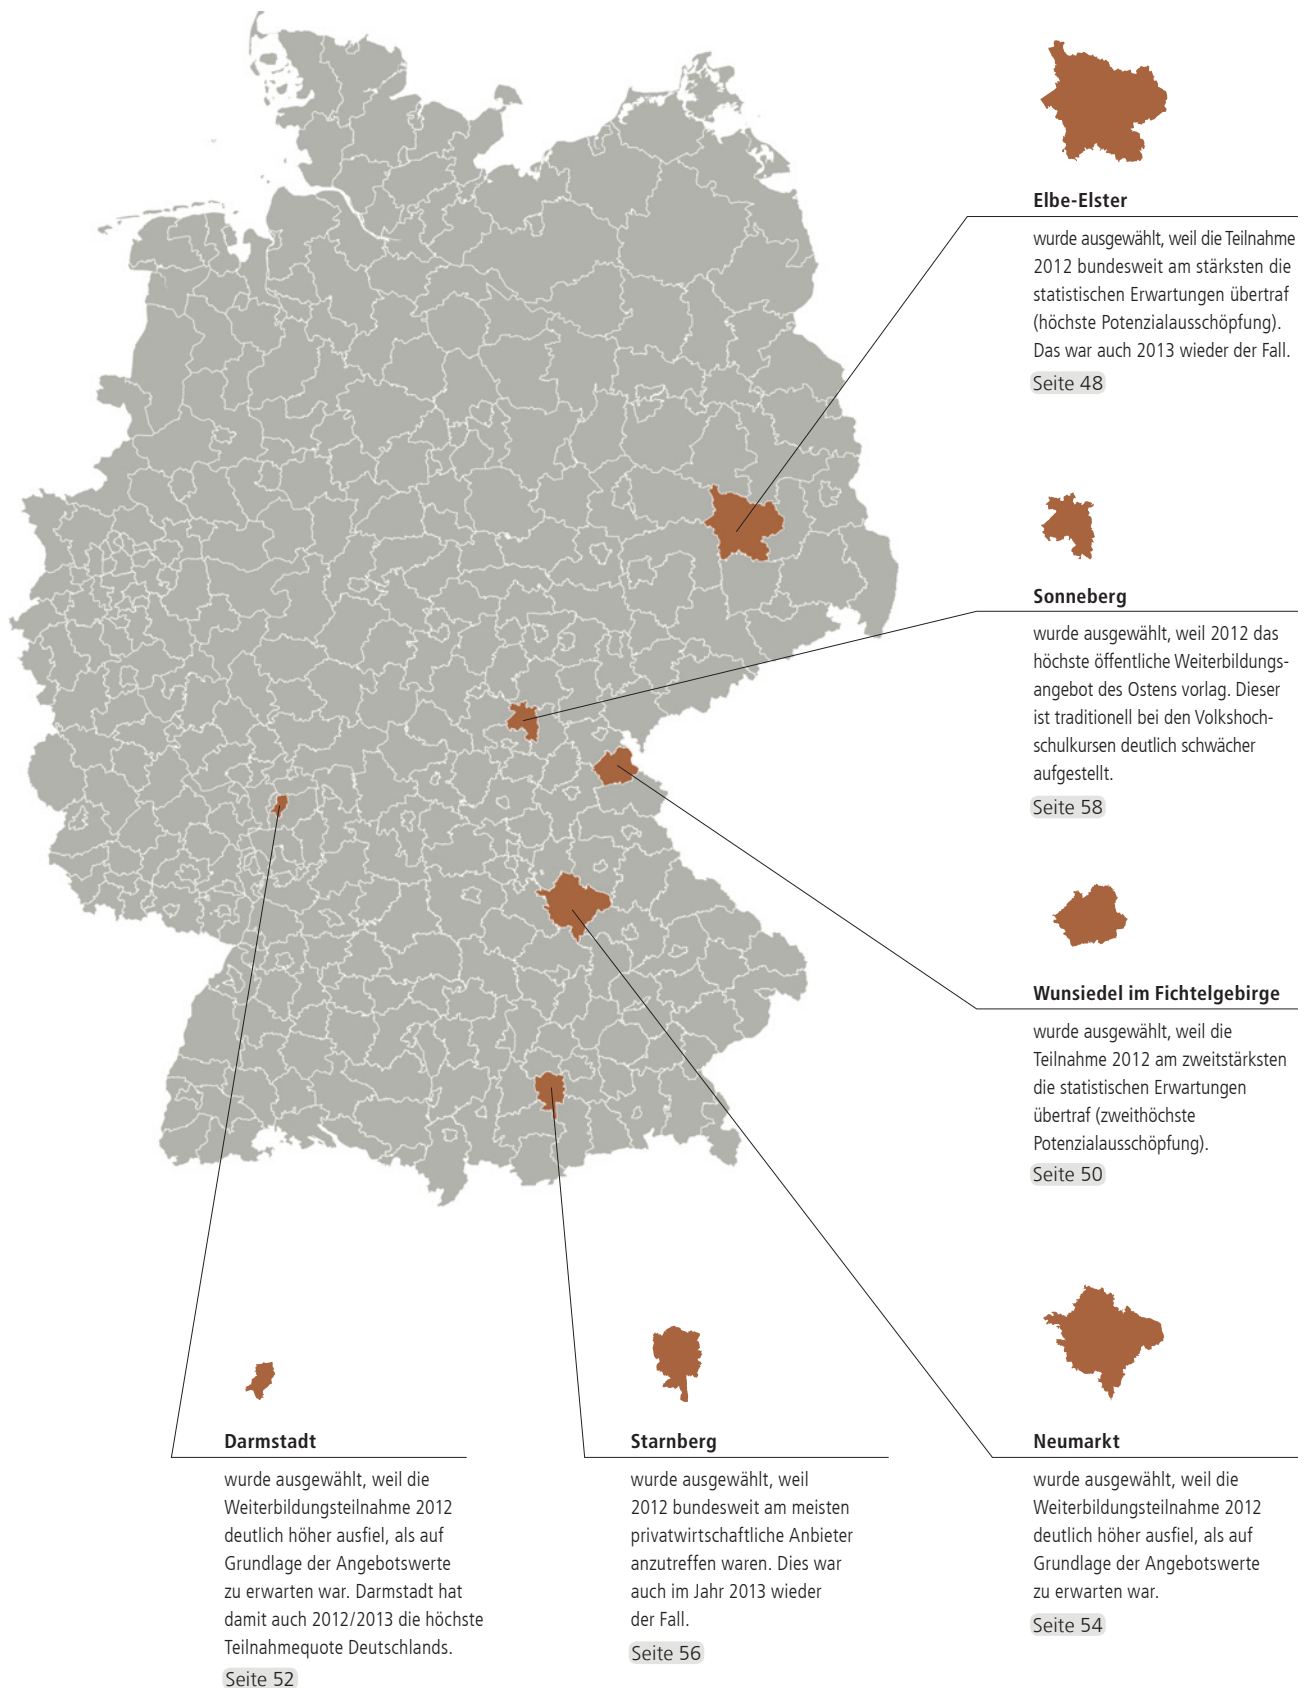 Elbe-Elster
wurde ausgewählt, weil die Teilnahme
2012 bundesweit am stärksten die
statistischen Erwartungen übertraf
(höchste Potenzialausschöpfung).
Das war auch 2013 wieder der Fall.
Seite 48
Sonneberg
wurde ausgewählt, weil 2012 das
höchste öffentliche Weiterbildungs-
angebot des Ostens vorlag. Dieser
ist traditionell bei den Volkshoch-
schulkursen deutlich schwächer
aufgestellt.
Seite 58
Wunsiedel im Fichtelgebirge
wurde ausgewählt, weil die
Teilnahme 2012 am zweitstärksten
die statistischen Erwartungen
übertraf (zweithöchste
Potenzialausschöpfung).
Seite 50
Darmstadt
wurde ausgewählt, weil die
Weiterbildungsteilnahme 2012
deutlich höher ausfiel, als auf
Grundlage der Angebotswerte
zu erwarten war. Darmstadt hat
damit auch 2012/2013 die höchste
Teilnahmequote Deutschlands.
Seite 52
Starnberg
wurde ausgewählt, weil
2012 bundesweit am meisten
privatwirtschaftliche Anbieter
anzutreffen waren. Dies war
auch im Jahr 2013 wieder
der Fall.
Seite 56
Neumarkt
wurde ausgewählt, weil die
Weiterbildungsteilnahme 2012
deutlich höher ausfiel, als auf
Grundlage der Angebotswerte
zu erwarten war.
Seite 54